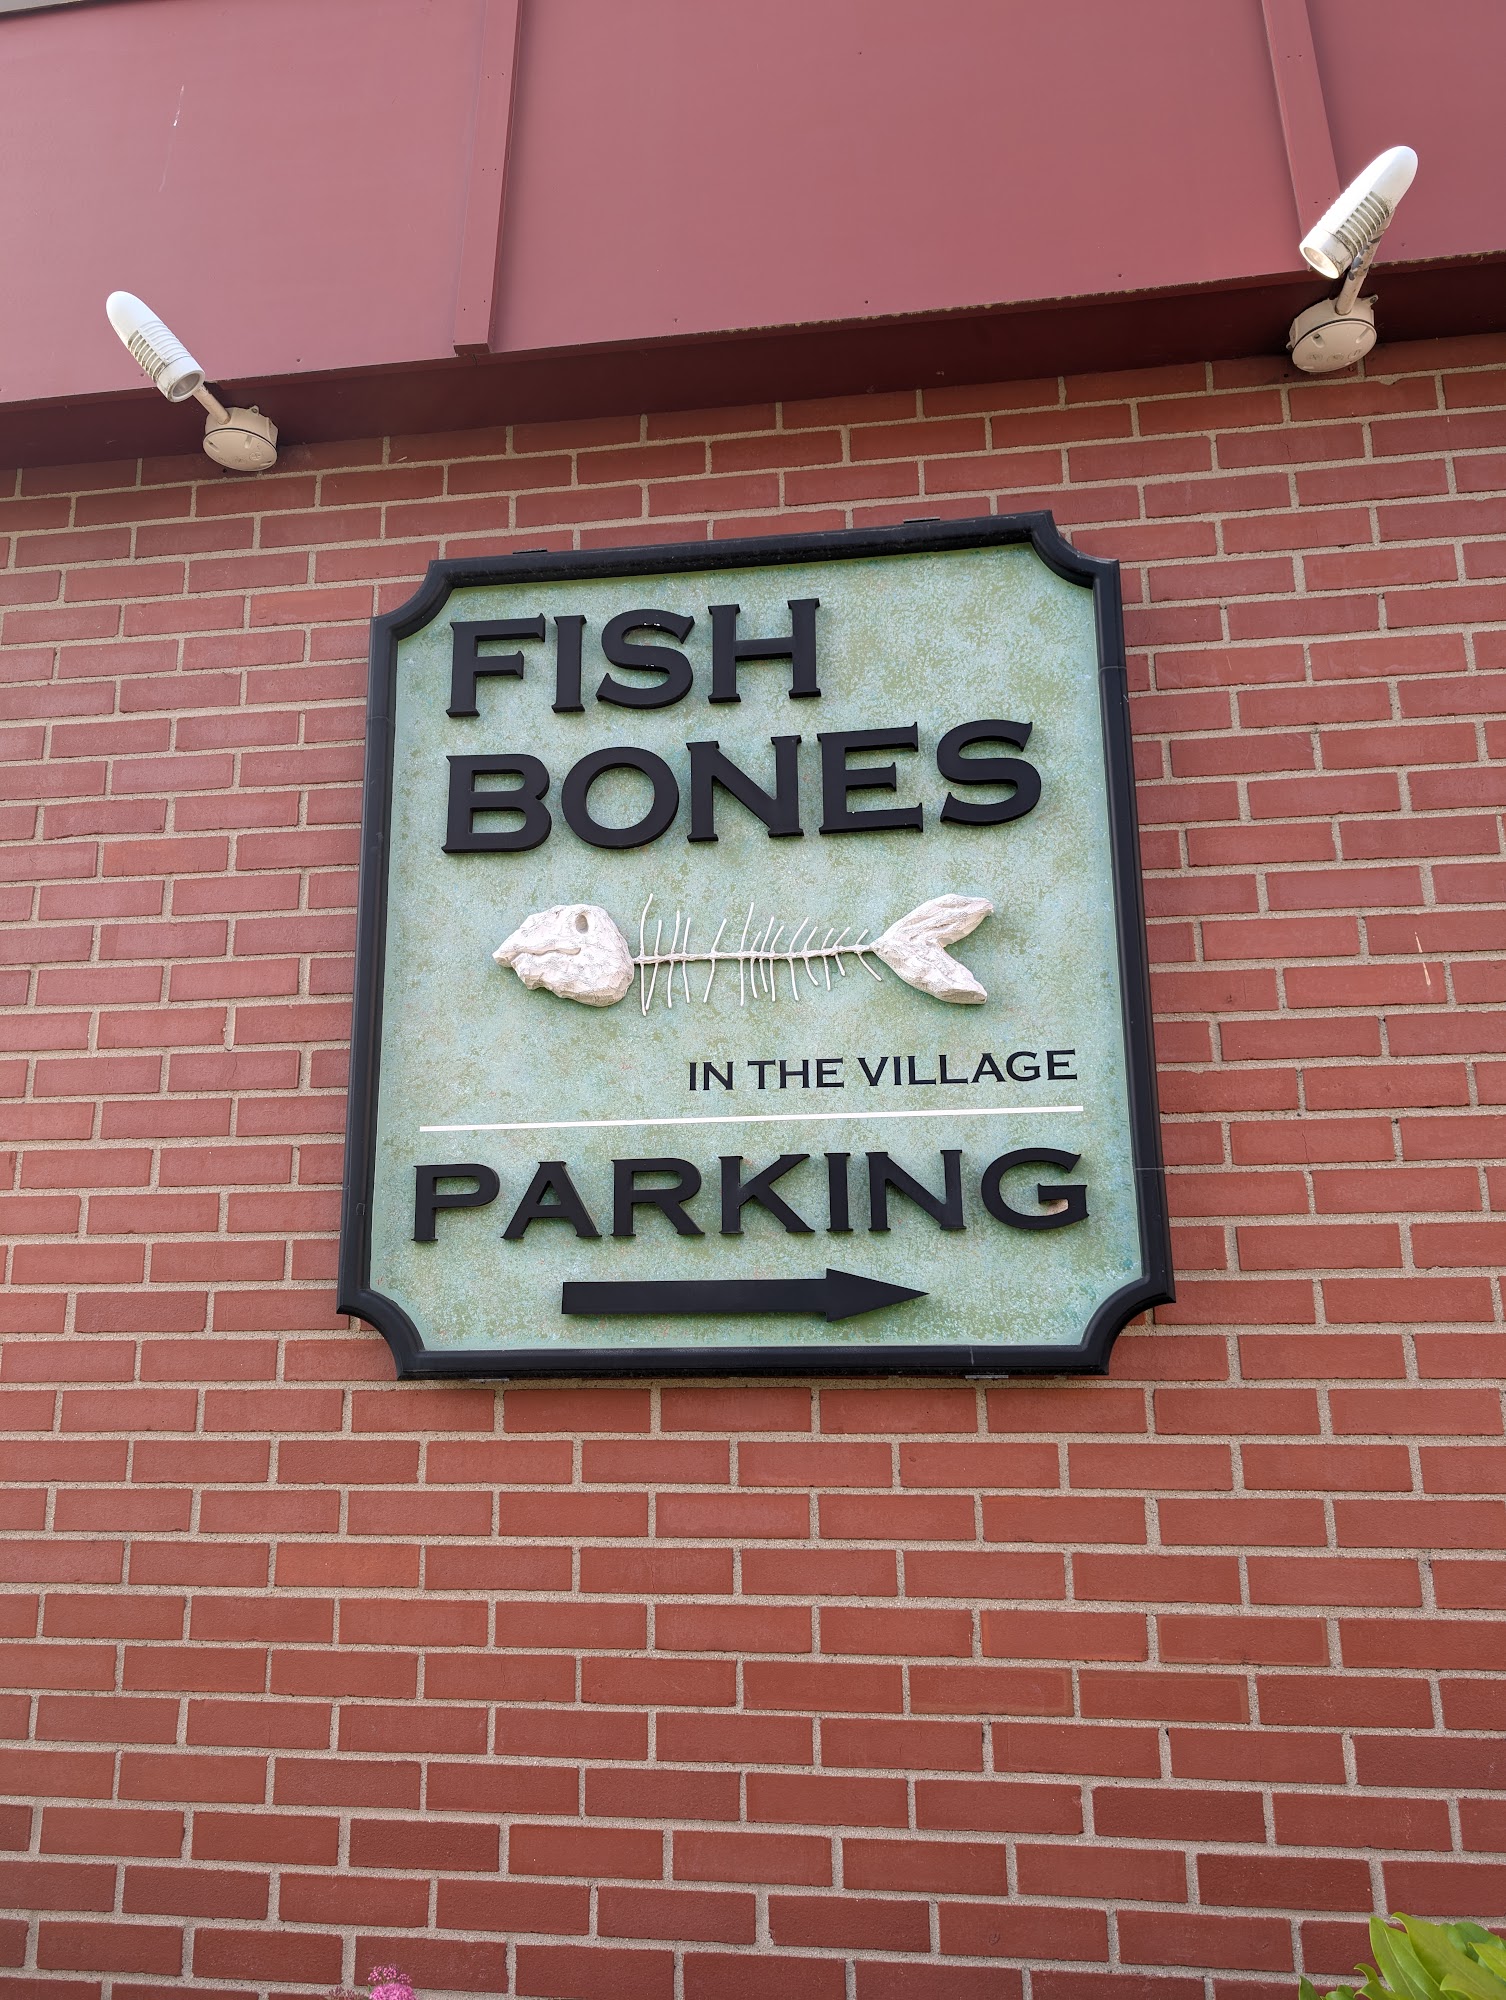 FISH
BONES
IN THE VILLAGE
PARKING